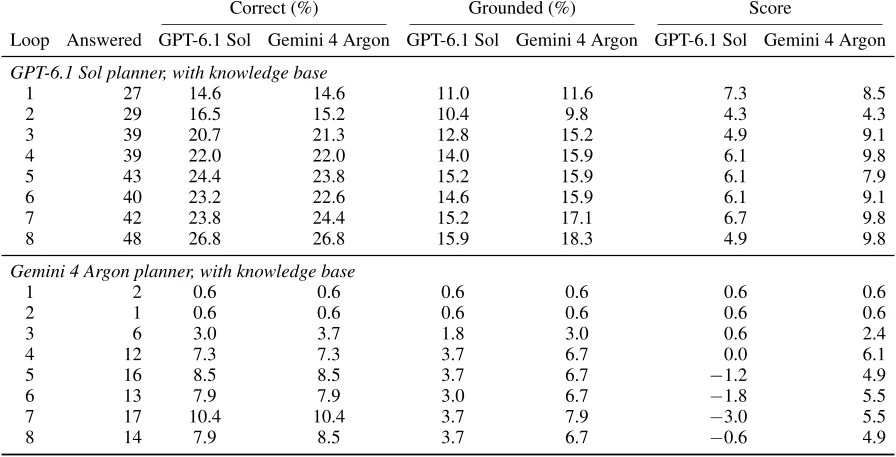 Correct (%) Grounded (%) Score
Loop Answered GPT-6.1 Sol Gemini 4 Argon GPT-6.1 Sol Gemini 4 Argon GPT-6.1 Sol Gemini 4 Argon
GPT-6.1 Sol planner, with knowledge base
1 27 14.6 14.6 11.0 11.6 7.3 8.5
2 29 16.5 15.2 10.4 9.8 4.3 4.3
3 39 20.7 21.3 12.8 15.2 4.9 9.1
4 39 22.0 22.0 14.0 15.9 6.1 9.8
5 43 24.4 23.8 15.2 15.9 6.1 7.9
6 40 23.2 22.6 14.6 15.9 6.1 9.1
7 42 23.8 24.4 15.2 17.1 6.7 9.8
8 48 26.8 26.8 15.9 18.3 4.9 9.8
Gemini 4 Argon planner, with knowledge base
1 2 0.6 0.6 0.6 0.6 0.6 0.6
2 1 0.6 0.6 0.6 0.6 0.6 0.6
3 6 3.0 3.7 1.8 3.0 0.6 2.4
4 12 7.3 7.3 3.7 6.7 0.0 6.1
5 16 8.5 8.5 3.7 6.7 −1.2 4.9
6 13 7.9 7.9 3.0 6.7 −1.8 5.5
7 17 10.4 10.4 3.7 7.9 −3.0 5.5
8 14 7.9 8.5 3.7 6.7 −0.6 4.9